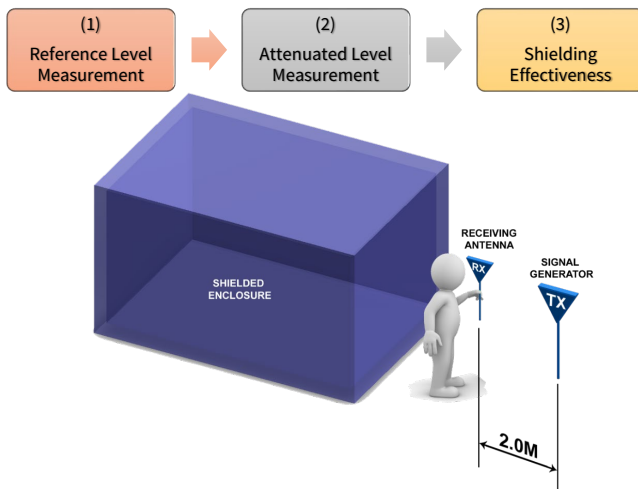 (1)
Reference Level
Measurement
(2)
Attenuated Level
Measurement
(3)
Shielding
Effectiveness
RECEIVING
ANTENNA
SIGNAL
GENERATOR
RX
TX
SHIELDED
ENCLOSURE
2.0M